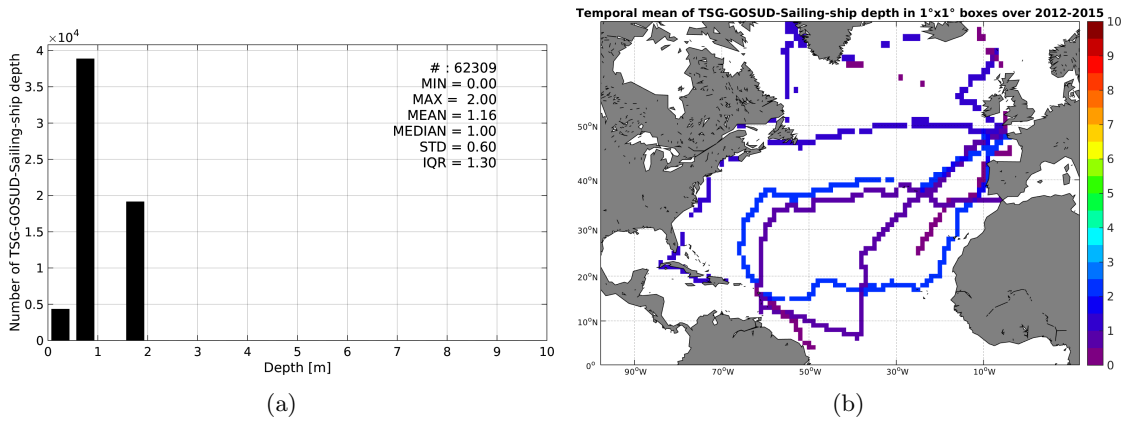 ×10⁴
4
3.5
3
2.5
2
1.5
1
0.5
0
Number of TSG-GOSUD-Sailing-ship depth
# : 62309
MIN = 0.00
MAX = 2.00
MEAN = 1.16
MEDIAN = 1.00
STD = 0.60
IQR = 1.30
0 1 2 3 4 5 6 7 8 9 10
Depth [m]
(a)
Temporal mean of TSG-GOSUD-Sailing-ship depth in 1°x1° boxes over 2012-2015
50°N
40°N
30°N
20°N
10°N
0°
90°W 70°W 50°W 30°W 10°W
10
9
8
7
6
5
4
3
2
1
0
(b)